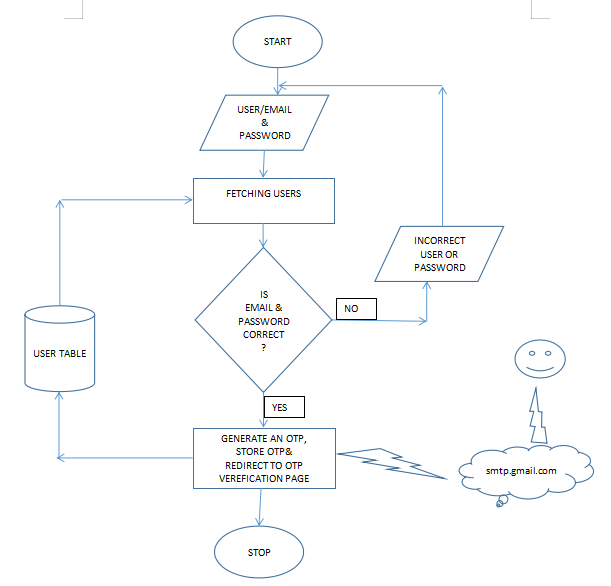 START
USER/EMAIL
&
PASSWORD
FETCHING USERS
INCORRECT
USER OR
PASSWORD
IS
EMAIL &
PASSWORD
CORRECT
?
NO
USER TABLE
YES
GENERATE AN OTP,
STORE OTP&
REDIRECT TO OTP
VEREFICATION PAGE
smtp.gmail.com
STOP